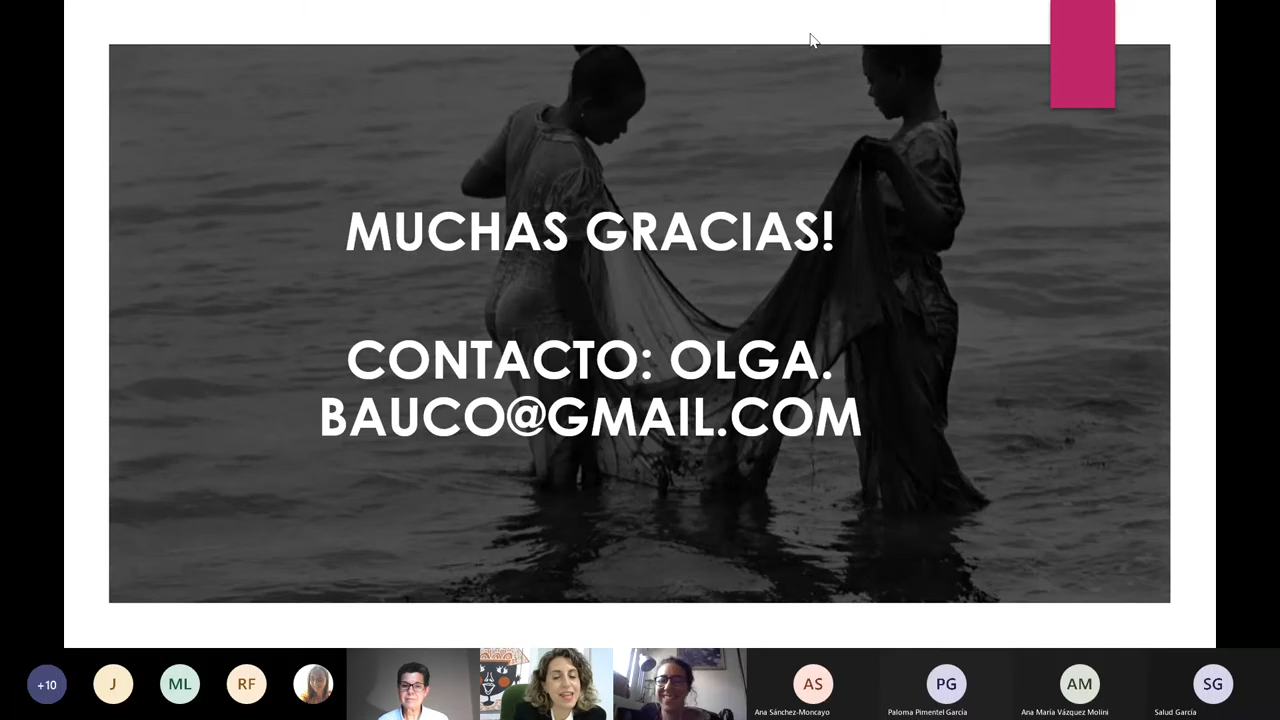 MUCHAS GRACIAS!
CONTACTO: OLGA.
BAUCO@GMAIL.COM
+10
J
ML
RF
AS
Ana Sánchez-Moncayo
PG
Paloma Pimentel García
AM
Ana María Vázquez Molini
SG
Salud García